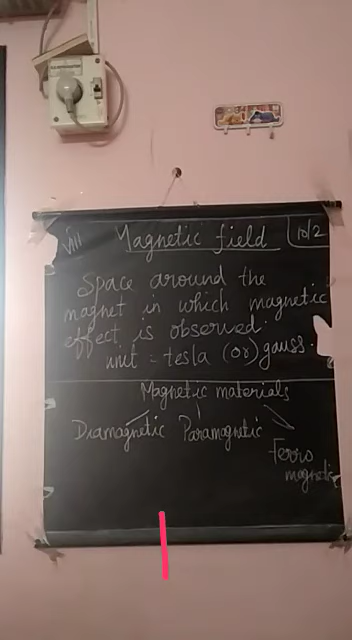 viii Magnetic field 10/2
Space around the
magnet in which magnetic
effect is observed.
unit = tesla (Or) gauss.
Magnetic materials
Diamagnetic Paramagnetic
Ferro
magnetic